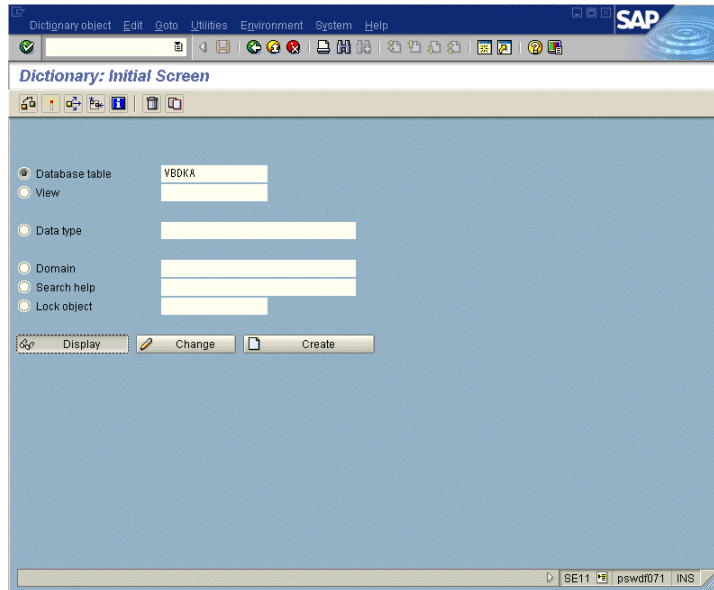 Dictionary object Edit Goto Utilities Environment System Help
SAP
Dictionary: Initial Screen
Database table VBDKA
View
Data type
Domain
Search help
Lock object
Display Change Create
SE11 pswdf071 INS